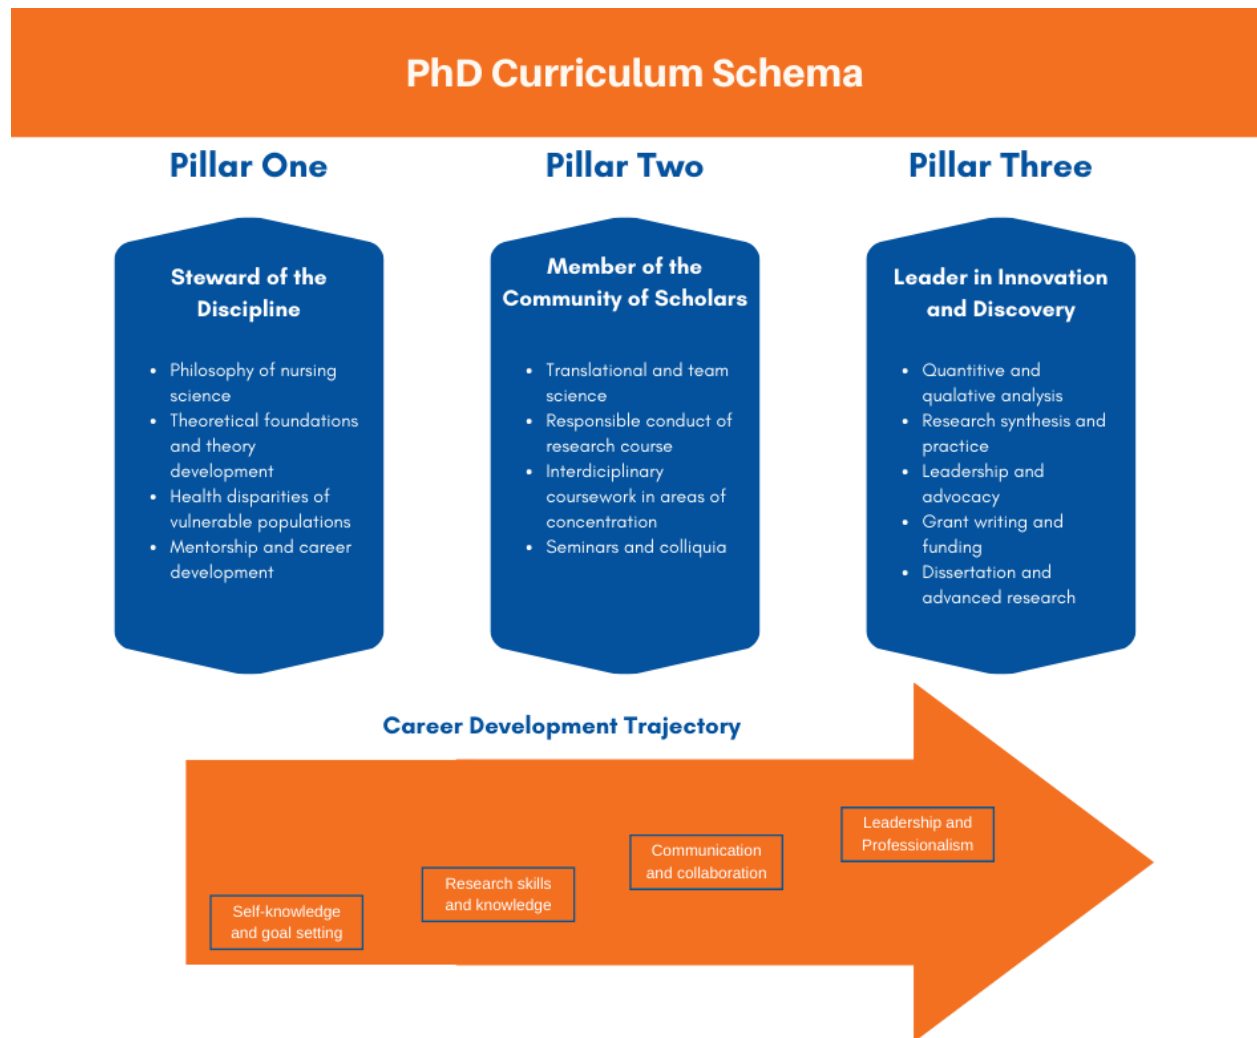 PhD Curriculum Schema
Pillar One
Steward of the
Discipline
• Philosophy of nursing
science
• Theoretical foundations
and theory
development
• Health disparities of
vulnerable populations
• Mentorship and career
development
Pillar Two
Member of the
Community of Scholars
• Translational and team
science
• Responsible conduct of
research course
• Interdiciplinary
coursework in areas of
concentration
• Seminars and colliquia
Pillar Three
Leader in Innovation
and Discovery
• Quantitive and
qualative analysis
• Research synthesis and
practice
• Leadership and
advocacy
• Grant writing and
funding
• Dissertation and
advanced research
Career Development Trajectory
Self-knowledge
and goal setting
Research skills
and knowledge
Communication
and collaboration
Leadership and
Professionalism